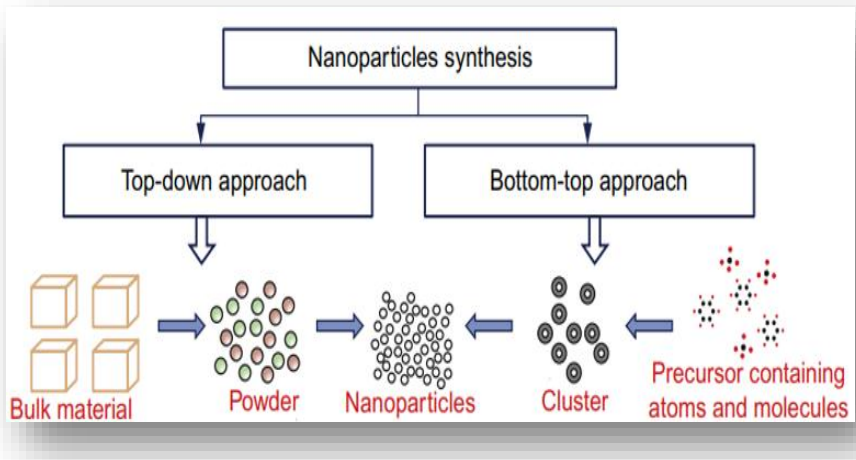 Nanoparticles synthesis
Top-down approach
Bottom-top approach
Bulk material
Powder
Nanoparticles
Cluster
Precursor containing
atoms and molecules